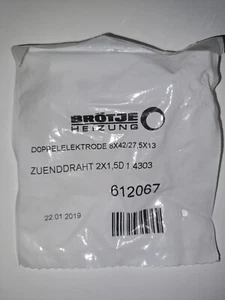 BRÖTJE
HEIZUNG
DOPPELELEKTRODE 8X42/27,5X13
ZUENDDRAHT 2X1,5D 1.4303
612067
22.01.2019